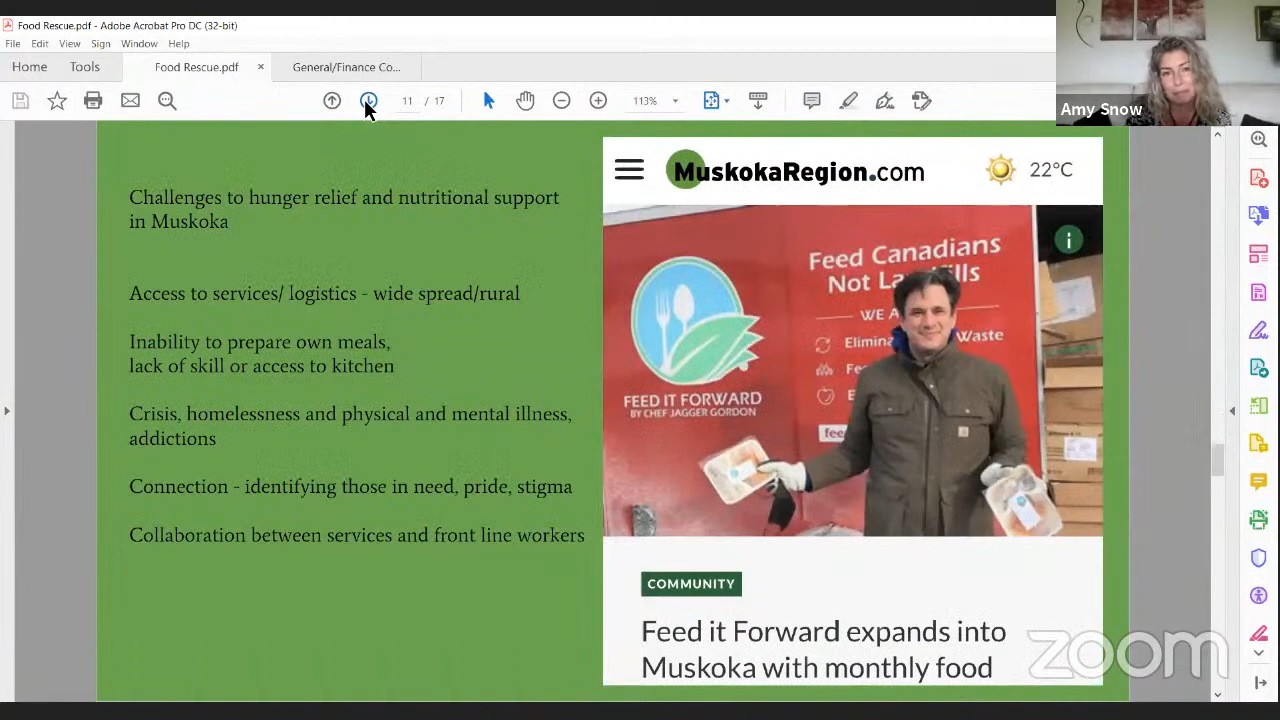 Food Rescue.pdf - Adobe Acrobat Pro DC (32-bit)
File Edit View Sign Window Help
Home Tools Food Rescue.pdf × General/Finance Co...
11 / 17 113%
Amy Snow
Challenges to hunger relief and nutritional support
in Muskoka
Access to services/ logistics - wide spread/rural
Inability to prepare own meals,
lack of skill or access to kitchen
Crisis, homelessness and physical and mental illness,
addictions
Connection - identifying those in need, pride, stigma
Collaboration between services and front line workers
MuskokaRegion.com 22°C
i
Feed Canadians
Not
WE A
Waste
FEED IT FORWARD
BY CHEF JAGGER GORDON
COMMUNITY
Feed it Forward expands into
Muskoka with monthly food
zoom